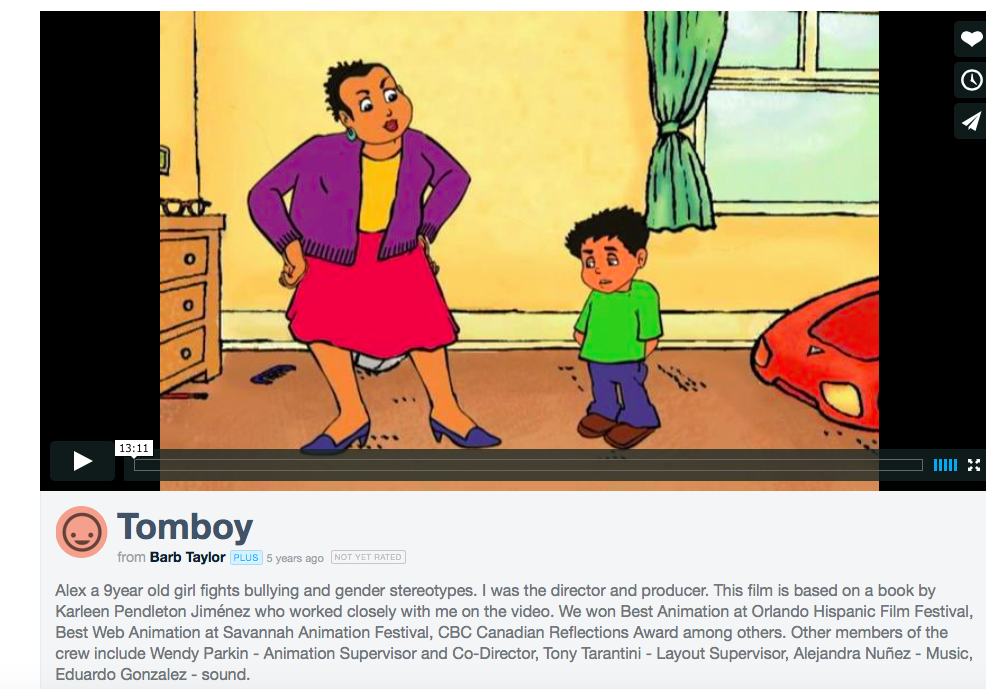 13:11
Tomboy
from Barb Taylor PLUS 5 years ago NOT YET RATED
Alex a 9year old girl fights bullying and gender stereotypes. I was the director and producer. This film is based on a book by
Karleen Pendleton Jiménez who worked closely with me on the video. We won Best Animation at Orlando Hispanic Film Festival,
Best Web Animation at Savannah Animation Festival, CBC Canadian Reflections Award among others. Other members of the
crew include Wendy Parkin - Animation Supervisor and Co-Director, Tony Tarantini - Layout Supervisor, Alejandra Nuñez - Music,
Eduardo Gonzalez - sound.